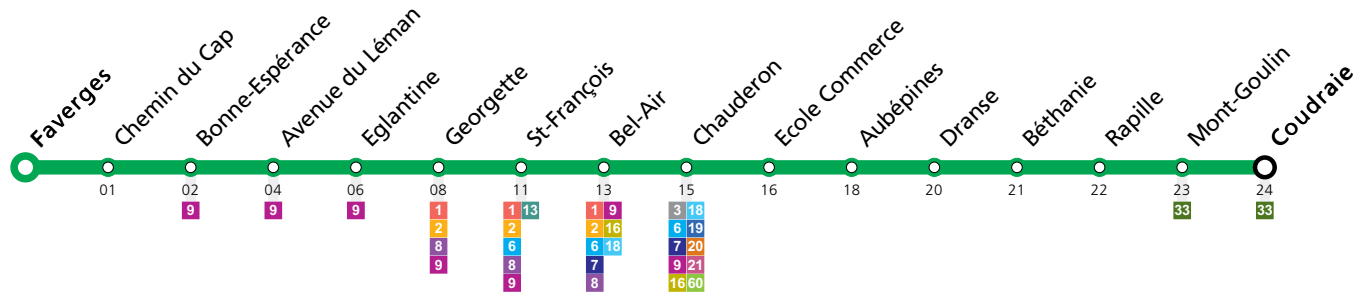 Faverges
Chemin du Cap
Bonne-Espérance
Avenue du Léman
Eglantine
Georgette
St-François
Bel-Air
Chauderon
Ecole Commerce
Aubépines
Dranse
Béthanie
Rapille
Mont-Goulin
Coudraie
01 02 04 06 08 11 13 15 16 18 20 21 22 23 24
9 9 9 1 1 13 1 9 3 18 33 33
2 2 2 16 6 19
8 6 6 18 7 20
9 8 7 9 21
9 8 16 60